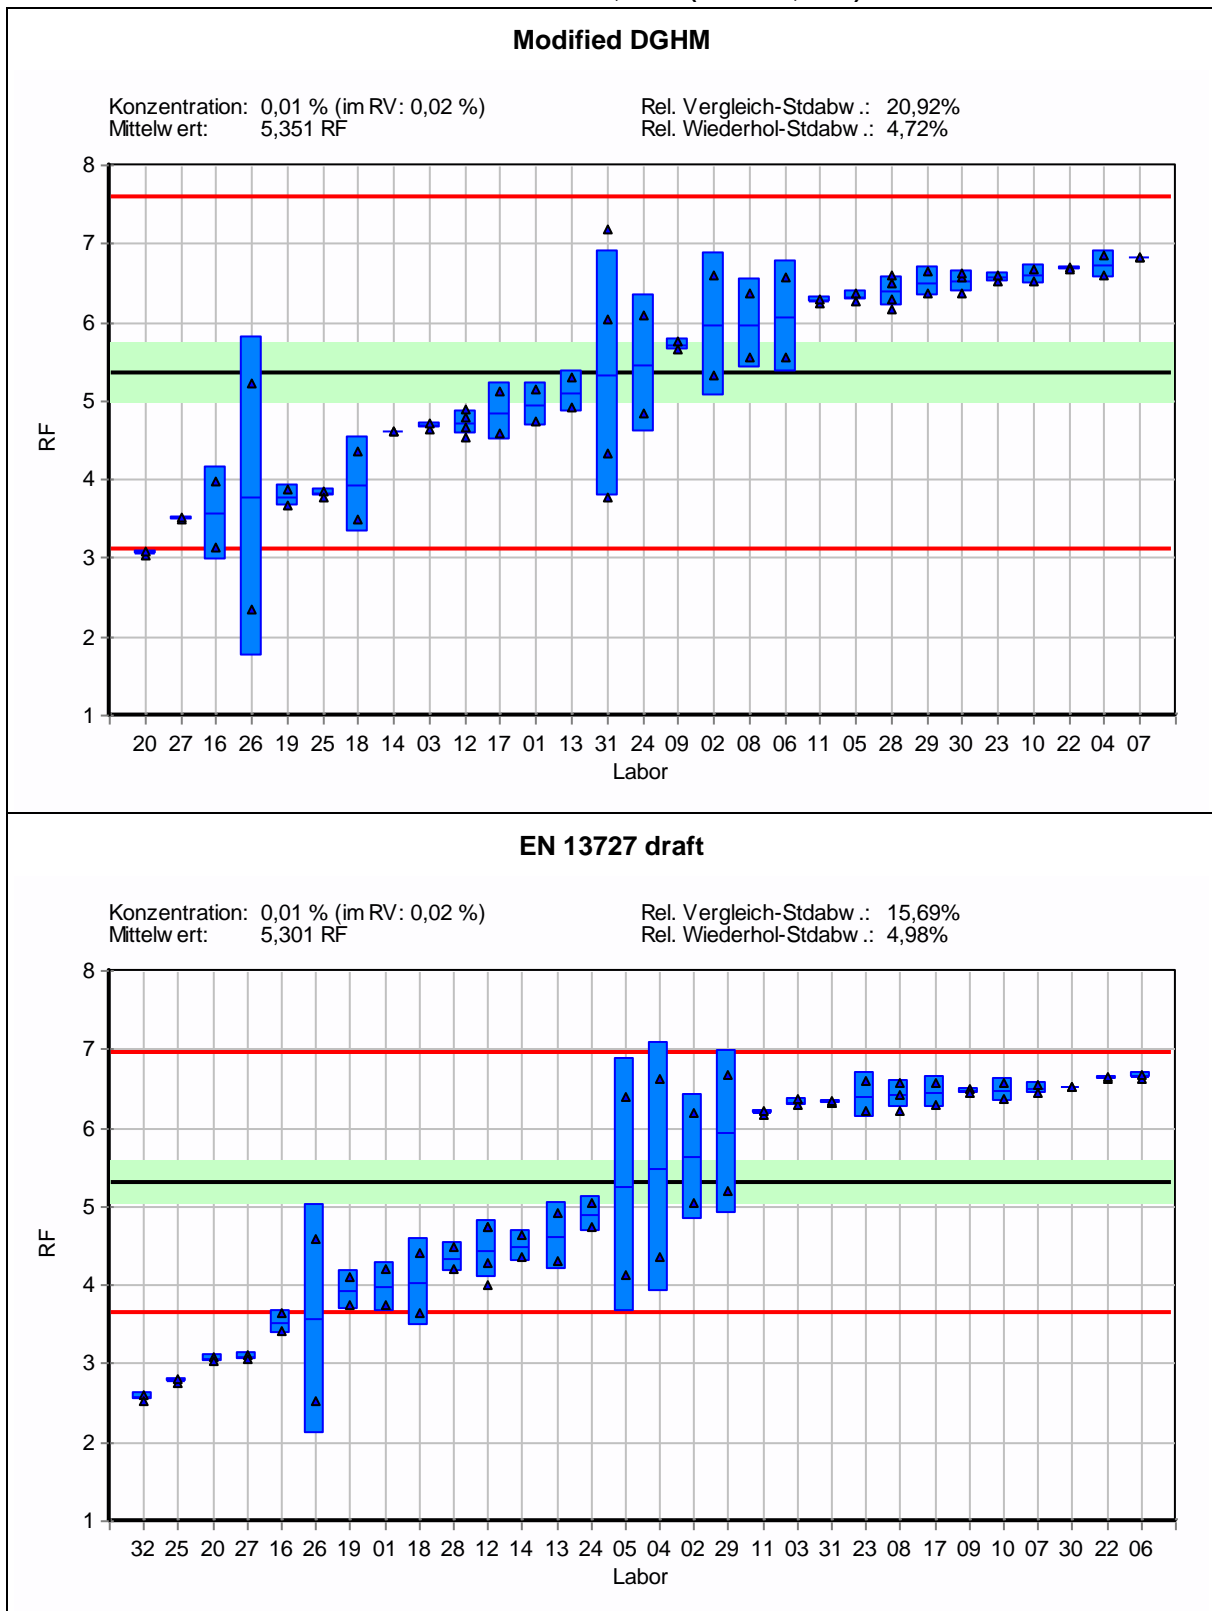 Modified DGHM
Konzentration: 0,01 % (im RV: 0,02 %) Rel. Vergleich-Stdabw.: 20,92%
Mittelwert: 5,351 RF Rel. Wiederhol-Stdabw.: 4,72%
8
7
6
5
4
3
2
1
RF
20 27 16 26 19 25 18 14 03 12 17 01 13 31 24 09 02 08 06 11 05 28 29 30 23 10 22 04 07
Labor
EN 13727 draft
Konzentration: 0,01 % (im RV: 0,02 %) Rel. Vergleich-Stdabw.: 15,69%
Mittelwert: 5,301 RF Rel. Wiederhol-Stdabw.: 4,98%
8
7
6
5
4
3
2
1
RF
32 25 20 27 16 26 19 01 18 28 12 14 13 24 05 04 02 29 11 03 31 23 08 17 09 10 07 30 22 06
Labor